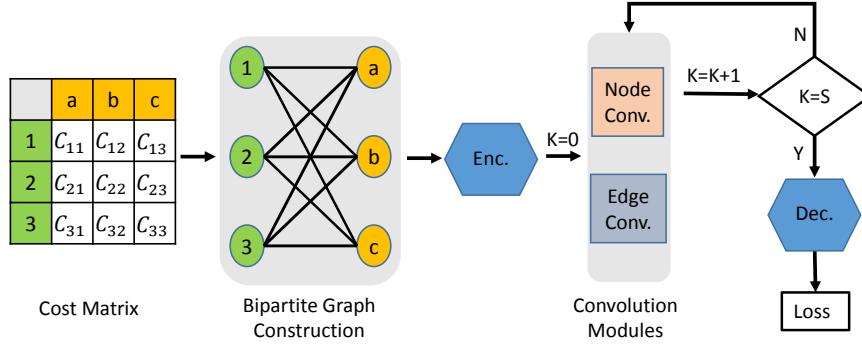 a b c
1 C₁₁ C₁₂ C₁₃
2 C₂₁ C₂₂ C₂₃
3 C₃₁ C₃₂ C₃₃
Cost Matrix
1 a
2 b
3 c
Bipartite Graph
Construction
Enc.
K=0
Node
Conv.
Edge
Conv.
Convolution
Modules
K=K+1
N
K=S
Y
Dec.
Loss